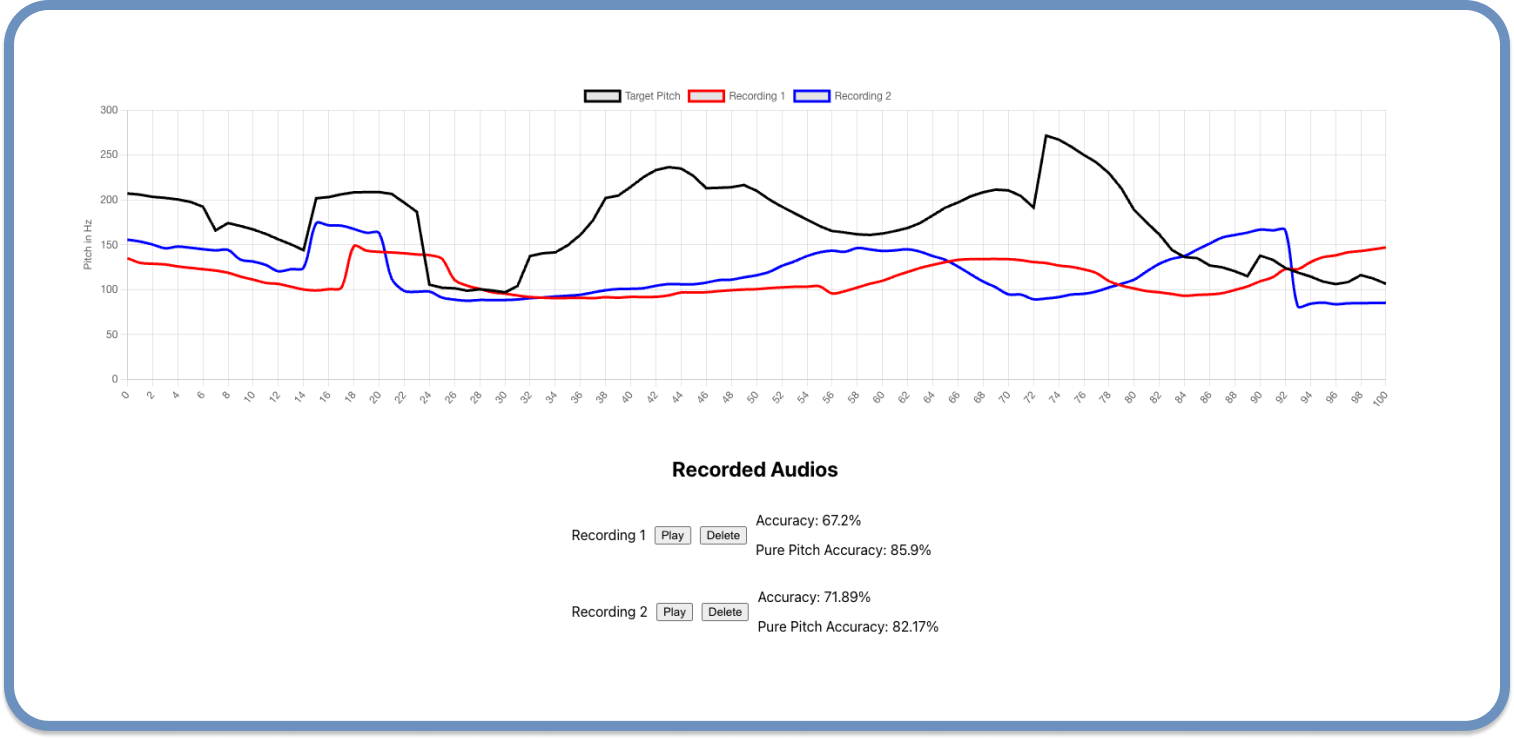 Target Pitch Recording 1 Recording 2
300
250
200
150
100
50
0
Pitch in Hz
0 2 4 6 8 10 12 14 16 18 20 22 24 26 28 30 32 34 36 38 40 42 44 46 48 50 52 54 56 58 60 62 64 66 68 70 72 74 76 78 80 82 84 86 88 90 92 94 96 98 100
Recorded Audios
Recording 1 Play Delete
Accuracy: 67.2%
Pure Pitch Accuracy: 85.9%
Recording 2 Play Delete
Accuracy: 71.89%
Pure Pitch Accuracy: 82.17%